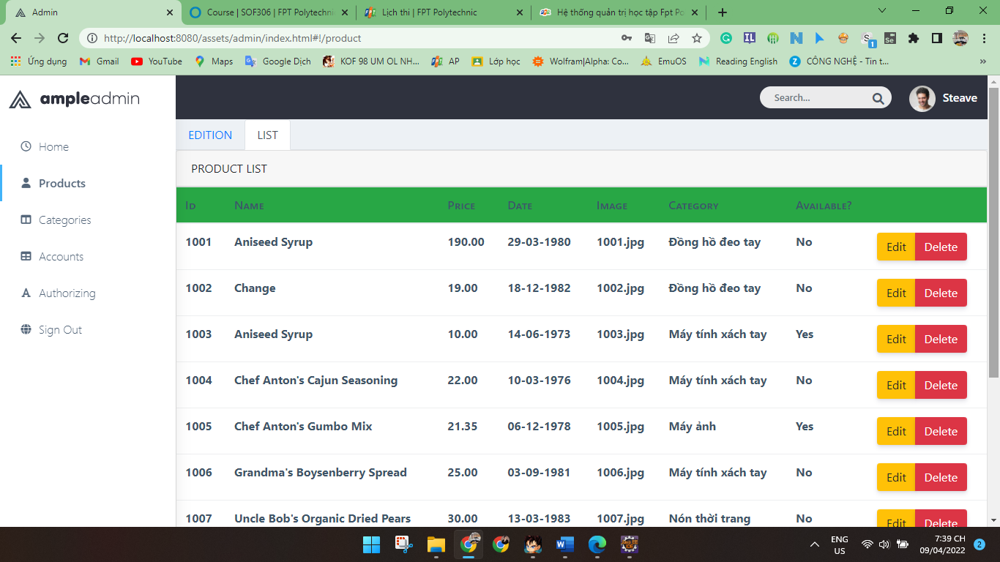 Admin
Course | SOF306 | FPT Polytechni
Lịch thi | FPT Polytechnic
Hệ thống quản trị học tập Fpt Po
http://localhost:8080/assets/admin/index.html#!/product
Ứng dụng
Gmail
YouTube
Maps
Google Dịch
KOF 98 UM OL NH...
AP
Lớp học
Wolfram|Alpha: Co...
EmuOS
Reading English
CÔNG NGHỆ - Tin t...
»
ampleadmin
Search...
Steave
Home
Products
Categories
Accounts
Authorizing
Sign Out
EDITION LIST
PRODUCT LIST
Id Name Price Date Image Category Available?
1001 Aniseed Syrup 190.00 29-03-1980 1001.jpg Đồng hồ đeo tay No Edit Delete
1002 Change 19.00 18-12-1982 1002.jpg Đồng hồ đeo tay No Edit Delete
1003 Aniseed Syrup 10.00 14-06-1973 1003.jpg Máy tính xách tay Yes Edit Delete
1004 Chef Anton's Cajun Seasoning 22.00 10-03-1976 1004.jpg Máy tính xách tay No Edit Delete
1005 Chef Anton's Gumbo Mix 21.35 06-12-1978 1005.jpg Máy ảnh Yes Edit Delete
1006 Grandma's Boysenberry Spread 25.00 03-09-1981 1006.jpg Máy tính xách tay No Edit Delete
1007 Uncle Bob's Organic Dried Pears 30.00 13-03-1983 1007.jpg Nón thời trang No Edit Delete
ENG
US
7:39 CH
09/04/2022
2